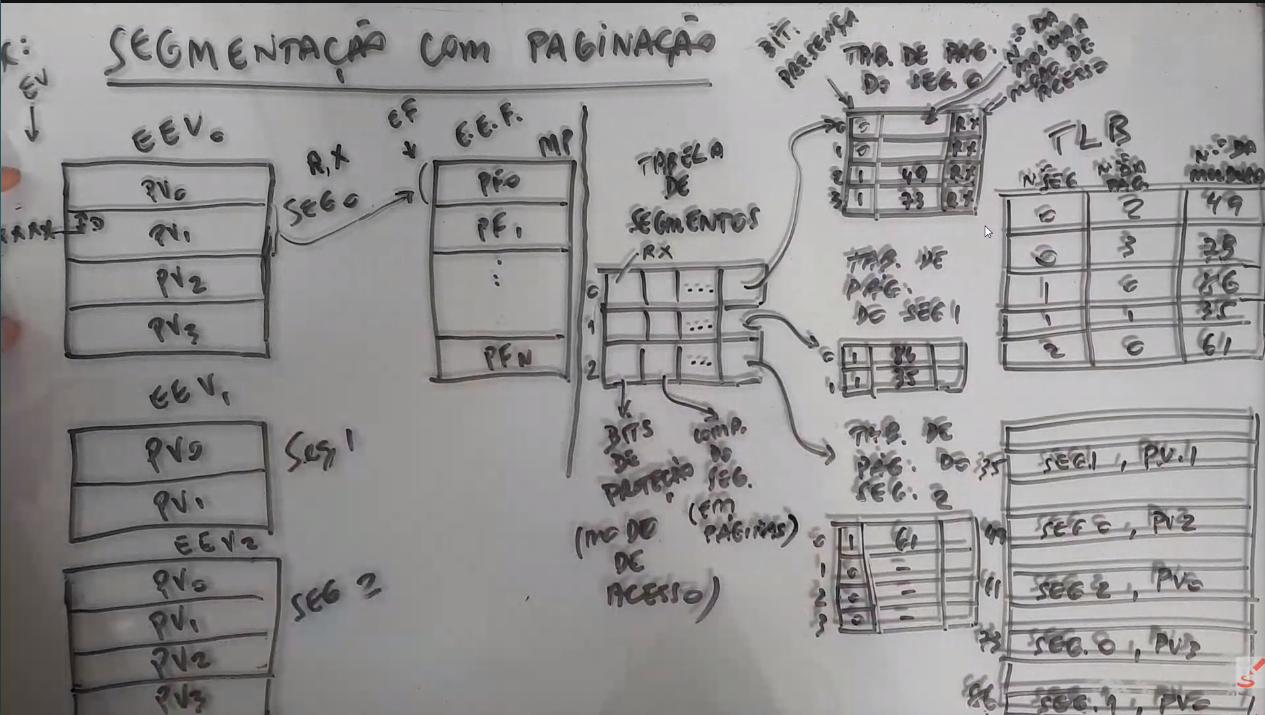 SEGMENTAÇÃO COM PAGINAÇÃO
EV
EEV0
PV0
PV1
PV2
PV3
R, X
SEG 0
EEV1
PV0
PV1
SEG 1
EEV2
PV0
PV1
PV2
PV3
SEG 2
EF
E.E.F.
MP
PF0
PF1
⋮
PFN
TABELA
DE
SEGMENTOS
RX
0 ...
1 ...
2 ...
BITS
DE
PROTEÇÃO
(MODO
DE
ACESSO)
COMP.
DO
SEG.
(EM
PÁGINAS)
BIT.
PRESENÇA
TAB. DE PAG.
DO SEG. 0
Nº DA
MOLDURA
MODO DE
ACESSO
0 0 RX
1 0 RX
2 1 49 RX
3 1 73 RX
TAB. DE
PÁG.
DE SEG 1
0 1 86
1 1 35
TAB. DE
PAG. DO
SEG. 2
0 1 61
1 0 -
2 0 -
3 0 -
TLB
Nº SEG Nº DA PAG. Nº DA MOLDURA
0 2 49
0 3
1 0 86
1 1 35
2 0 61
35 SEG.1, PV.1
49 SEG 0, PV2
61 SEG 2, PV0
73 SEG. 0, PV3
86 SEG. 1, PV0